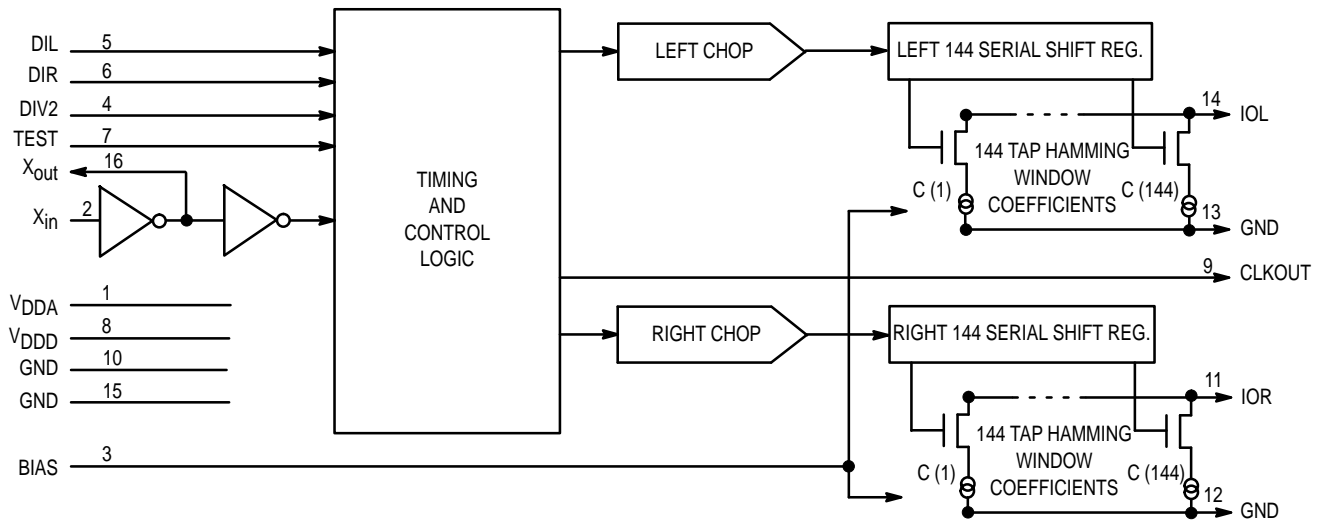 DIL 5
DIR 6
DIV2 4
TEST 7
Xout 16
Xin 2
VDDA 1
VDDD 8
GND 10
GND 15
BIAS 3
TIMING
AND
CONTROL
LOGIC
LEFT CHOP
LEFT 144 SERIAL SHIFT REG.
14 IOL
144 TAP HAMMING
WINDOW
COEFFICIENTS
C (1)
C (144)
13 GND
9 CLKOUT
RIGHT CHOP
RIGHT 144 SERIAL SHIFT REG.
11 IOR
144 TAP HAMMING
WINDOW
COEFFICIENTS
C (1)
C (144)
12 GND